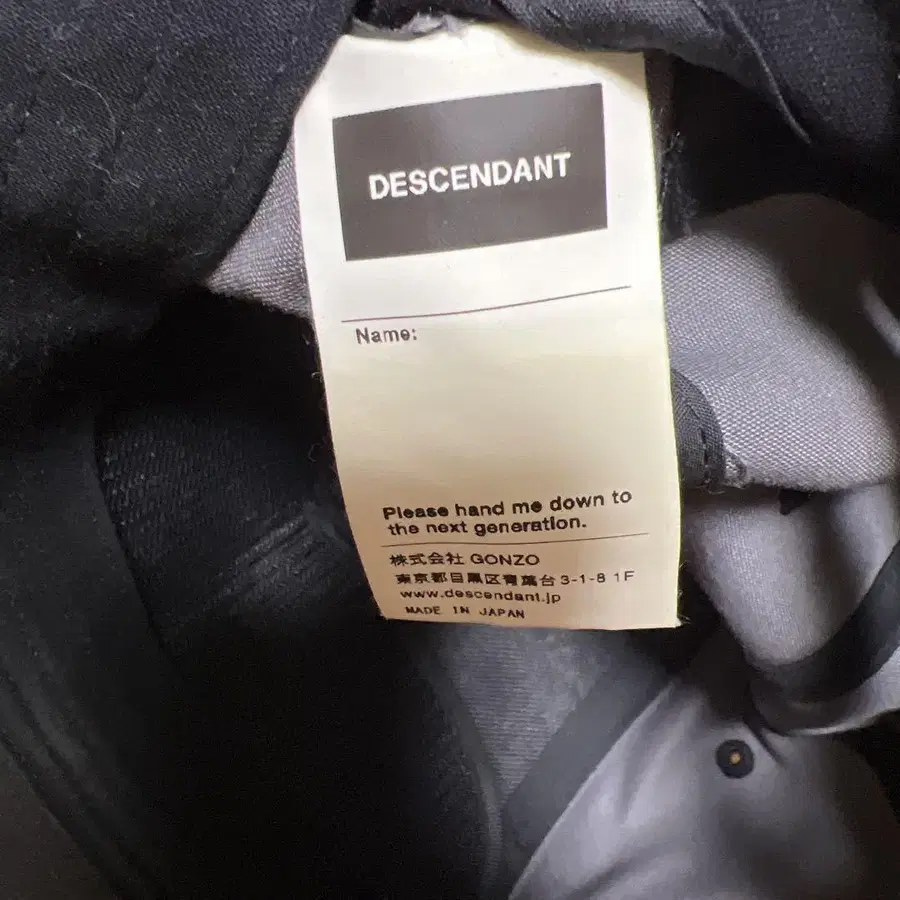 DESCENDANT
Name:
Please hand me down to
the next generation.
株式会社 GONZO
東京都目黒区青葉台3-1-8 1F
www.descendant.jp
MADE IN JAPAN